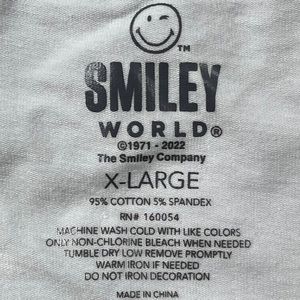 TM
SMILEY
WORLD®
©1971 - 2022
The Smiley Company
X-LARGE
95% COTTON 5% SPANDEX
RN# 160054
MACHINE WASH COLD WITH LIKE COLORS
ONLY NON-CHLORINE BLEACH WHEN NEEDED
TUMBLE DRY LOW REMOVE PROMPTLY
WARM IRON IF NEEDED
DO NOT IRON DECORATION
MADE IN CHINA